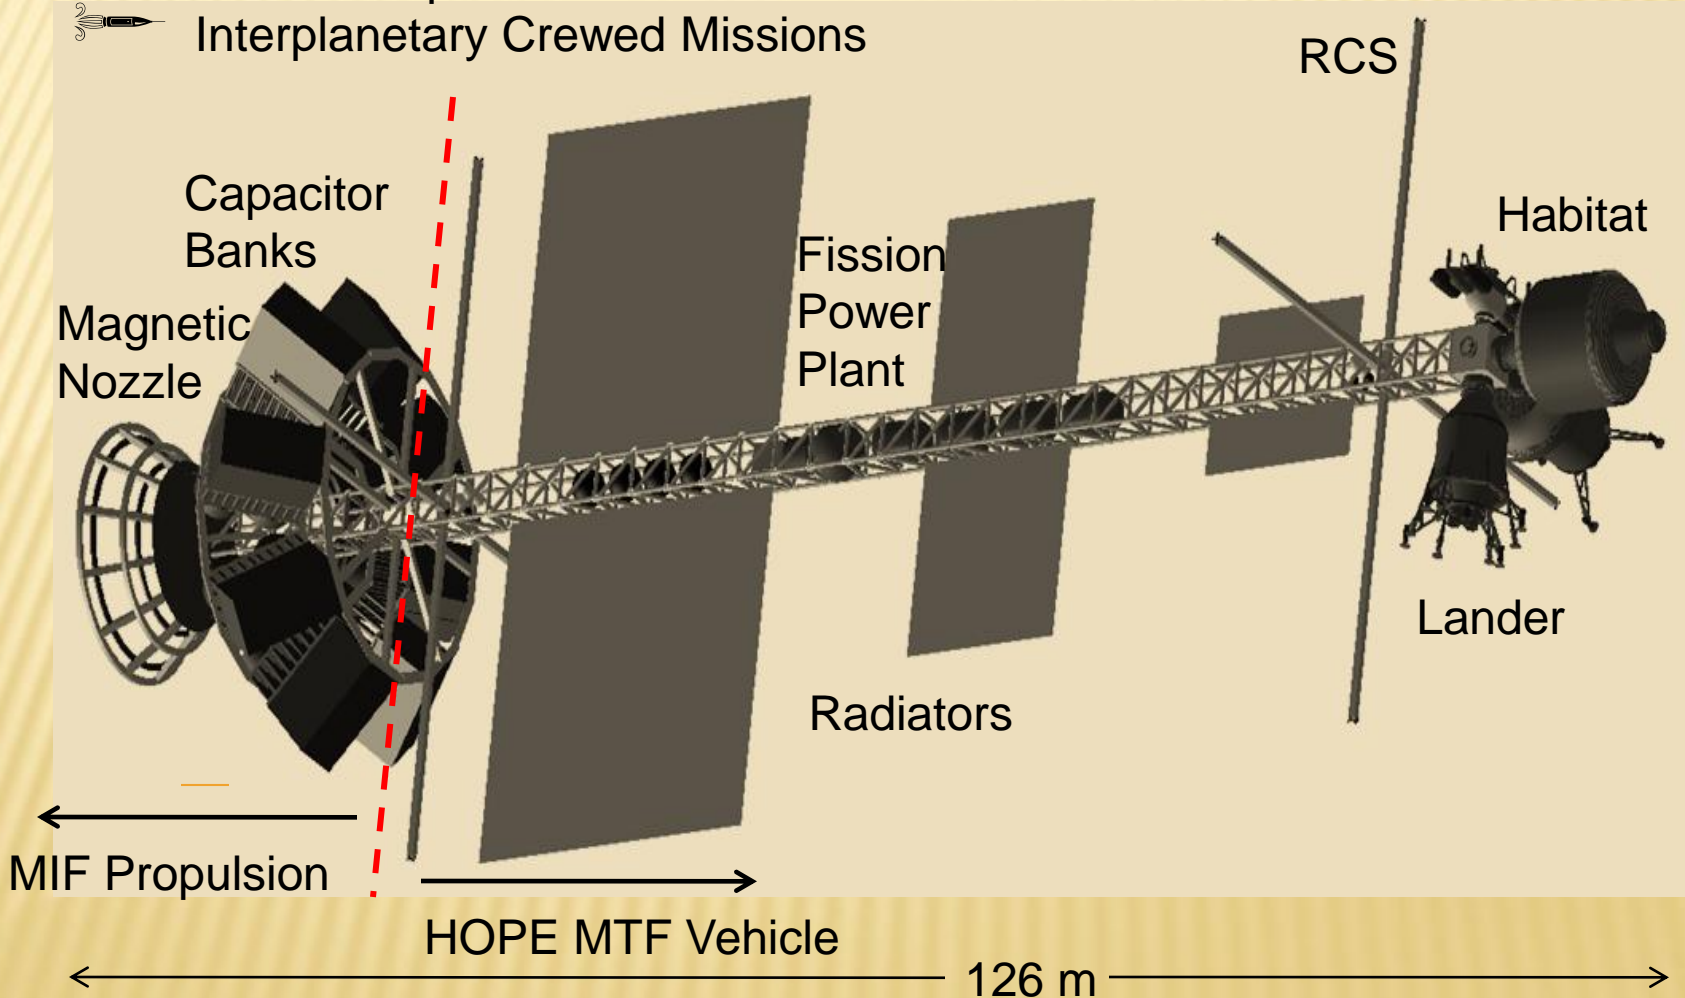 Interplanetary Crewed Missions
RCS
Capacitor
Banks
Habitat
Fission
Power
Plant
Magnetic
Nozzle
Lander
Radiators
MIF Propulsion
HOPE MTF Vehicle
126 m